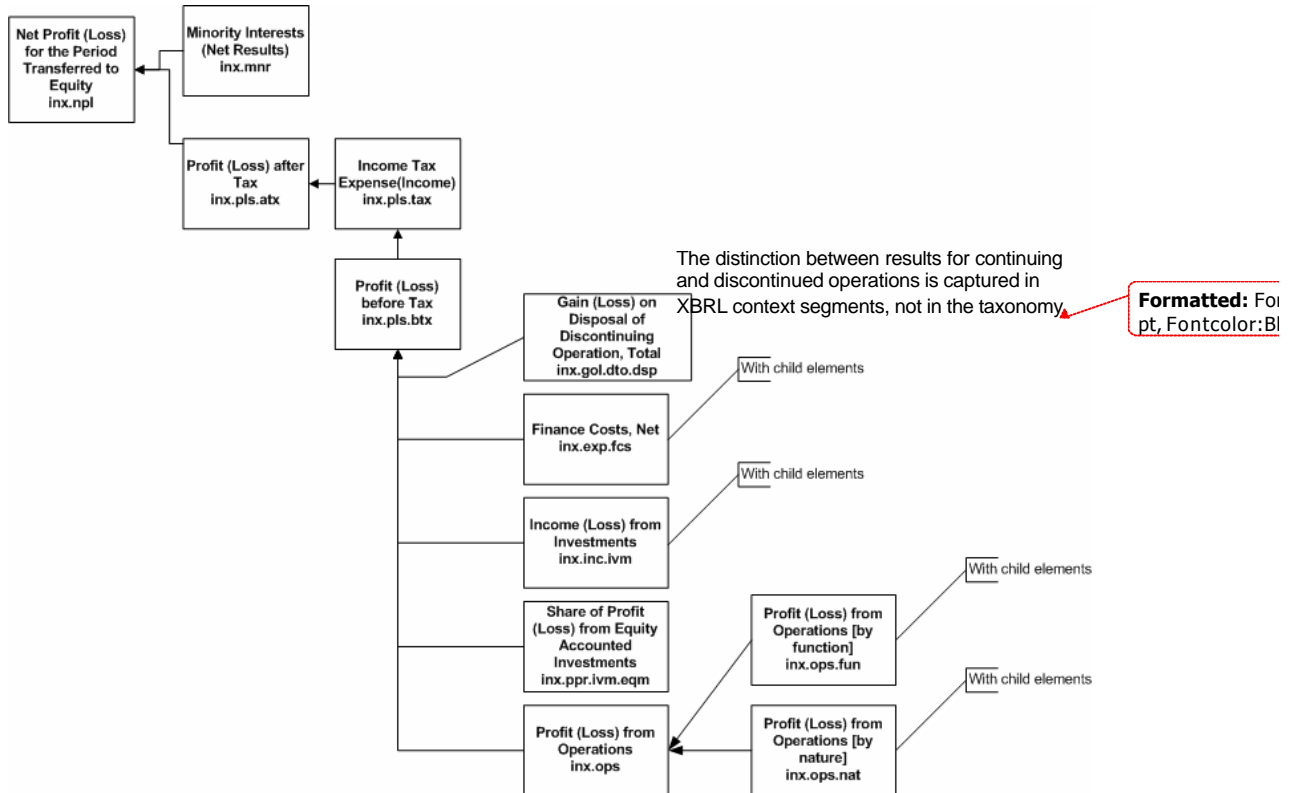 Net Profit (Loss)
for the Period
Transferred to
Equity
inx.npl
Minority Interests
(Net Results)
inx.mnr
Profit (Loss) after
Tax
inx.pls.atx
Income Tax
Expense(Income)
inx.pls.tax
Profit (Loss)
before Tax
inx.pls.btx
The distinction between results for continuing
and discontinued operations is captured in
XBRL context segments, not in the taxonomy
Formatted: For
pt, Fontcolor:Bl
Gain (Loss) on
Disposal of
Discontinuing
Operation, Total
inx.gol.dto.dsp
With child elements
Finance Costs, Net
inx.exp.fcs
With child elements
Income (Loss) from
Investments
inx.inc.ivm
With child elements
Share of Profit
(Loss) from Equity
Accounted
Investments
inx.ppr.ivm.eqm
Profit (Loss) from
Operations [by
function]
inx.ops.fun
With child elements
Profit (Loss) from
Operations
inx.ops
Profit (Loss) from
Operations [by
nature]
inx.ops.nat